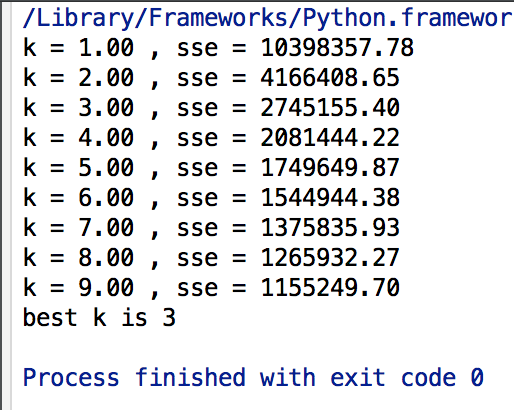 /Library/Frameworks/Python.framewor
k = 1.00 , sse = 10398357.78
k = 2.00 , sse = 4166408.65
k = 3.00 , sse = 2745155.40
k = 4.00 , sse = 2081444.22
k = 5.00 , sse = 1749649.87
k = 6.00 , sse = 1544944.38
k = 7.00 , sse = 1375835.93
k = 8.00 , sse = 1265932.27
k = 9.00 , sse = 1155249.70
best k is 3
Process finished with exit code 0